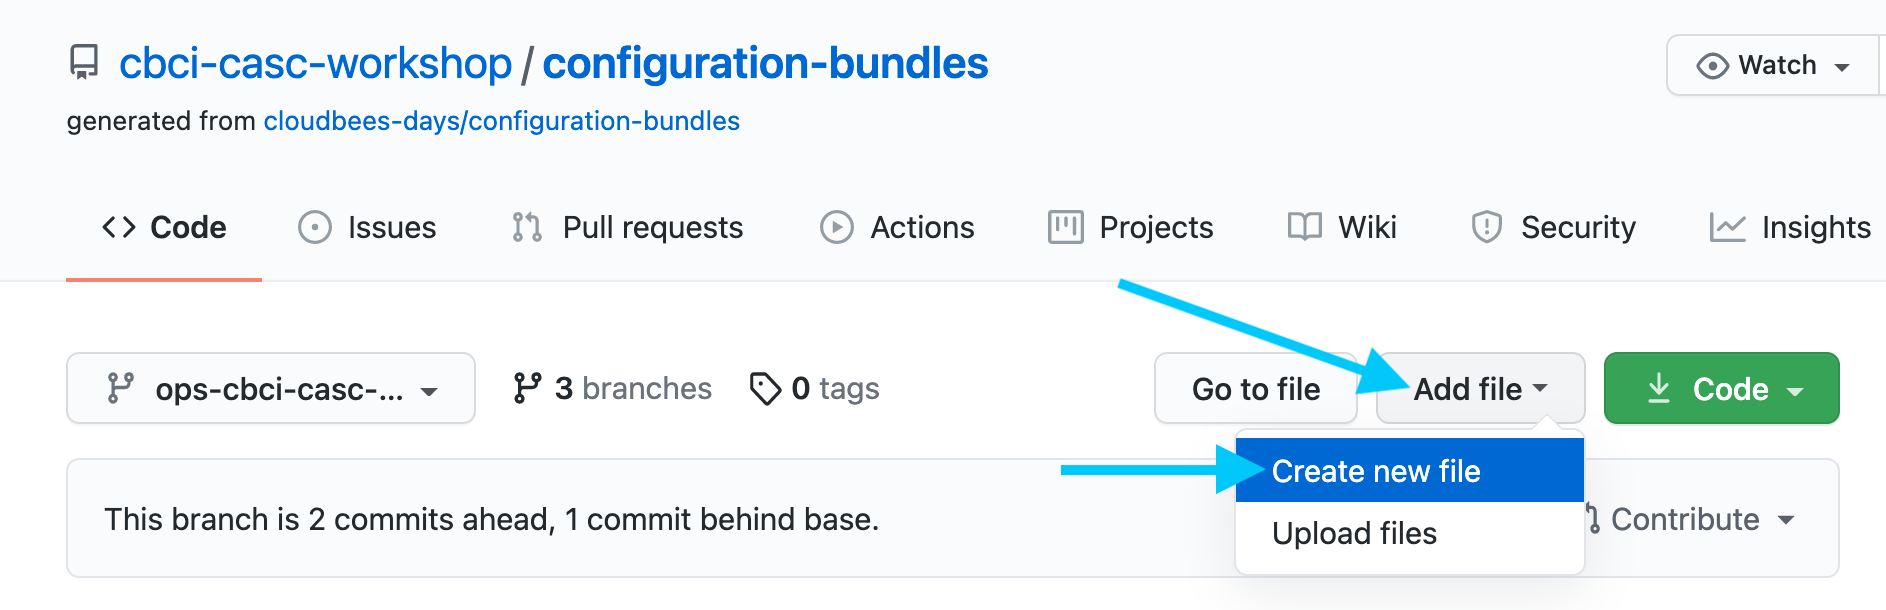 cbci-casc-workshop / configuration-bundles
Watch
generated from cloudbees-days/configuration-bundles
Code Issues Pull requests Actions Projects Wiki Security Insights
ops-cbci-casc-... 3 branches 0 tags Go to file Add file Code
Create new file
This branch is 2 commits ahead, 1 commit behind base. Contribute
Upload files